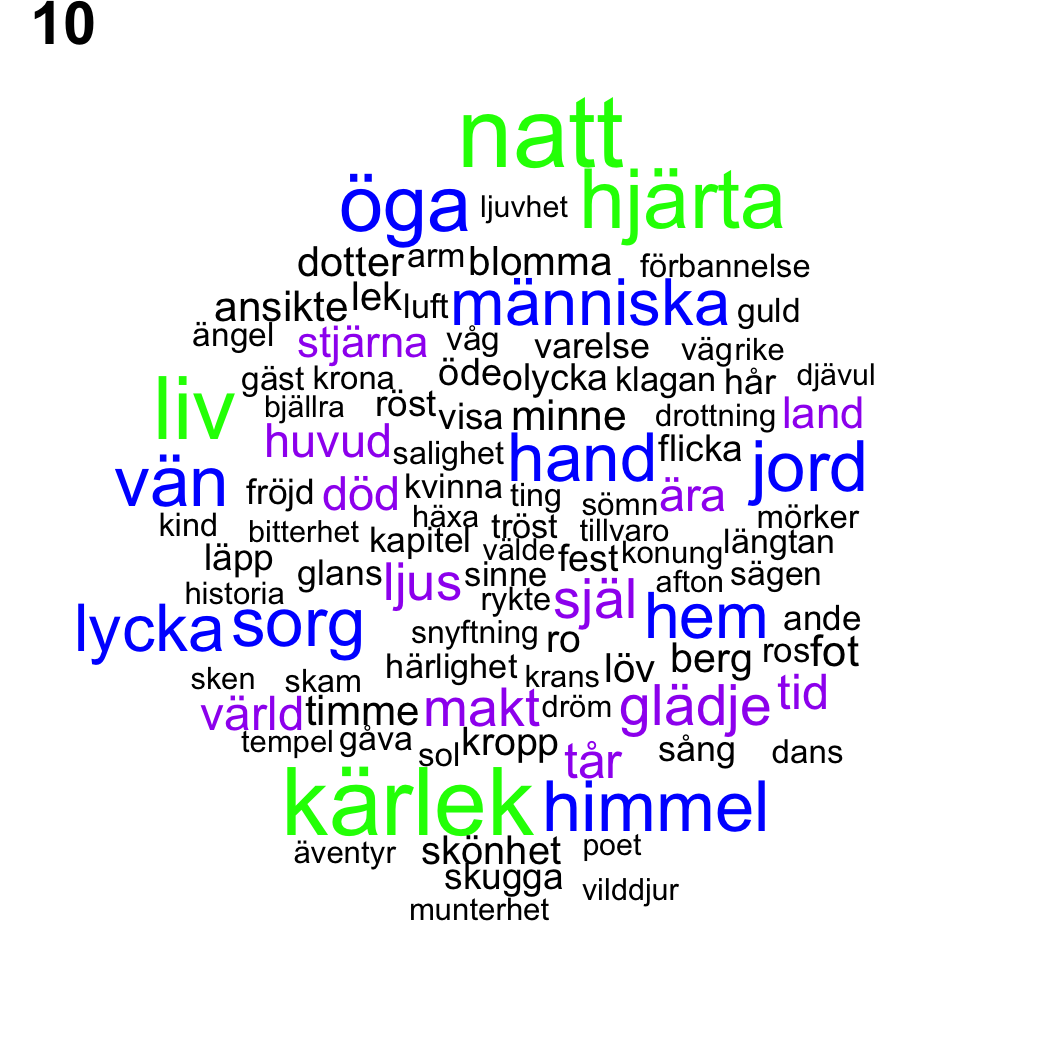 10
natt
öga ljuvhet hjärta
dotter arm blomma förbannelse
ansikte lek luft människa guld
ängel stjärna våg varelse väg rike
gäst krona öde olycka klagan hår djävul
liv bjällra röst visa minne drottning land
huvud salighet hand flicka jord
vän fröjd död kvinna ting sömn ära
kind bitterhet häxa tröst tillvaro mörker
läpp kapitel välde fest konung längtan
historia glans ljus sinne rykte själ afton sägen
lycka sorg snyftning ro hem ande
sken skam härlighet krans löv berg ros fot
värld timme makt dröm glädje tid
tempel gåva sol kropp tår sång dans
kärlek himmel
äventyr skönhet poet
skugga vilddjur
munterhet